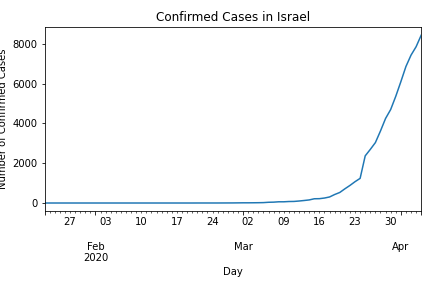 Confirmed Cases in Israel
Number of Confirmed Cases
8000
6000
4000
2000
0
27 03 10 17 24 02 09 16 23 30
Feb Mar Apr
2020
Day